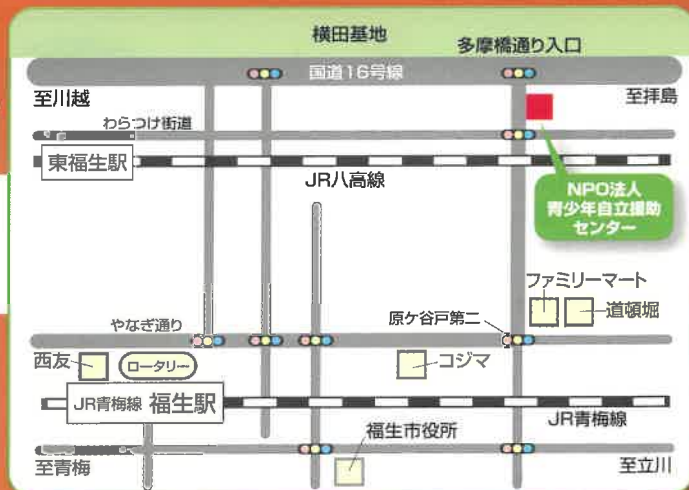 横田基地
多摩橋通り入口
国道16号線
至川越
至拝島
わらつけ街道
東福生駅
JR八高線
NPO法人
青少年自立援助
センター
ファミリーマート
道頓堀
やなぎ通り
原ケ谷戸第二
西友
ロータリー
コジマ
JR青梅線 福生駅
JR青梅線
福生市役所
至青梅
至立川